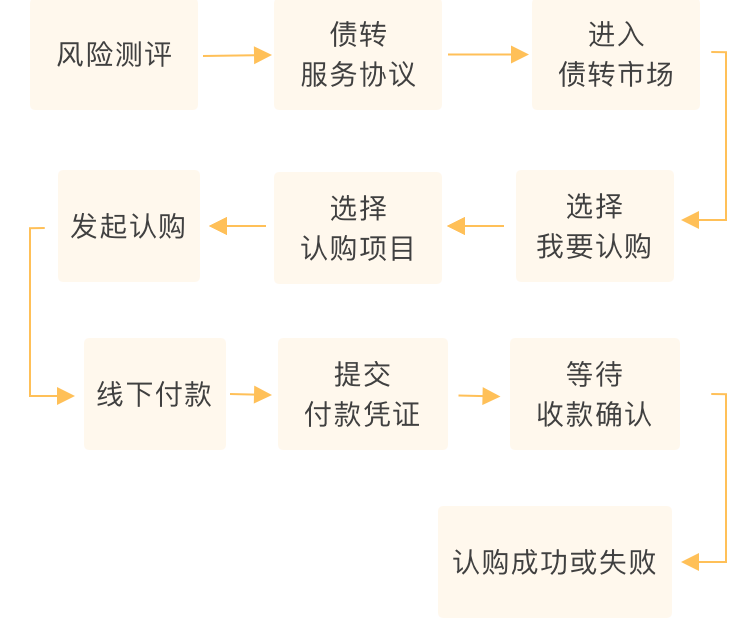 风险测评
债转
服务协议
进入
债转市场
选择
我要认购
选择
认购项目
发起认购
线下付款
提交
付款凭证
等待
收款确认
认购成功或失败